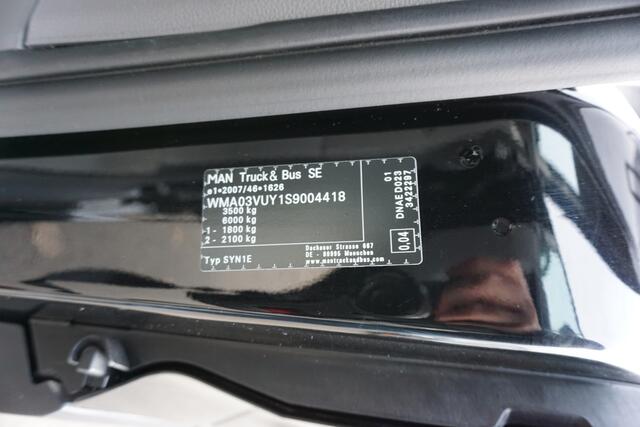 MAN Truck & Bus SE
e1*2007/46*1626
WMA03VUY1S9004418
3500 kg
6000 kg
1 - 1800 kg
2 - 2100 kg
Typ SYN1E
Dachauer Strasse 667
DE - 80995 Muenchen
www.mantruckandbus.com
01
DNAED023
3422297
0,04